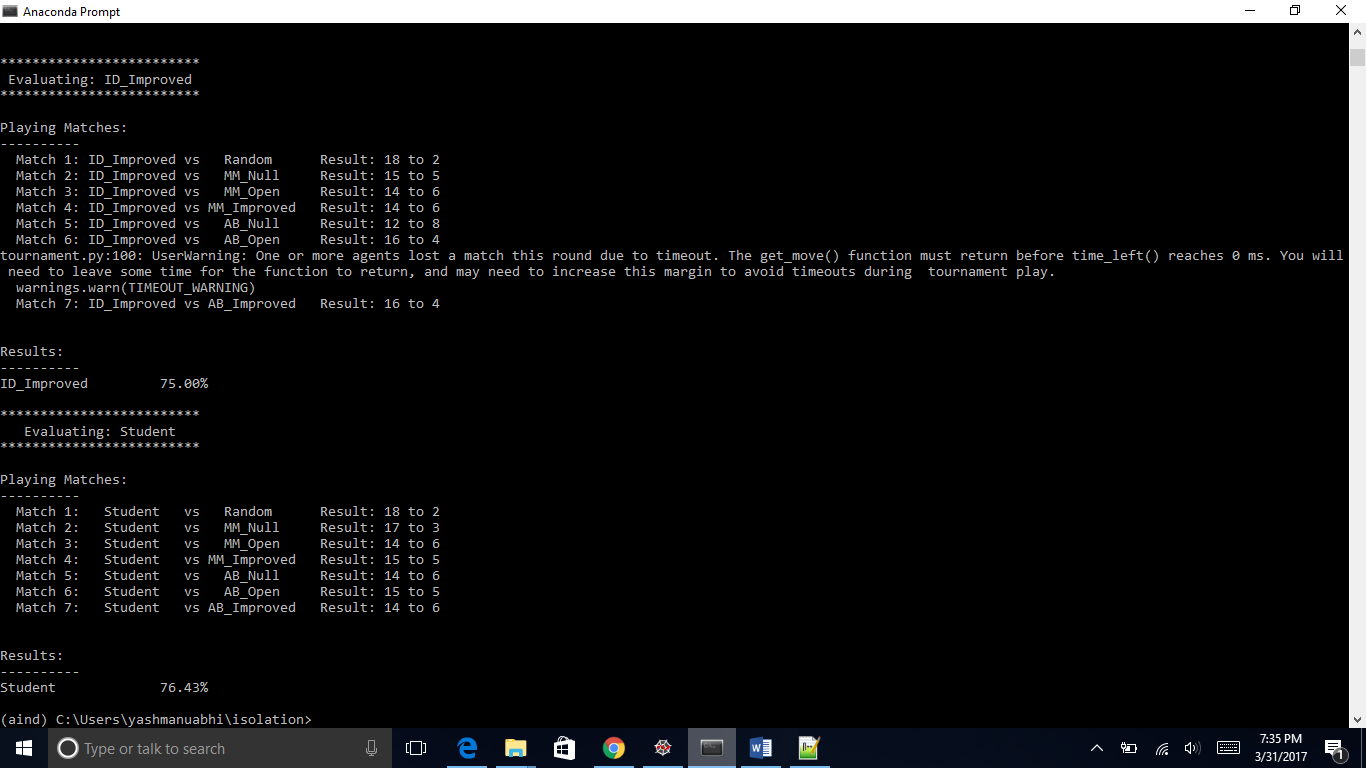 Anaconda Prompt
*************************
 Evaluating: ID_Improved
*************************
Playing Matches:
----------
  Match 1: ID_Improved vs   Random      Result: 18 to 2
  Match 2: ID_Improved vs   MM_Null     Result: 15 to 5
  Match 3: ID_Improved vs   MM_Open     Result: 14 to 6
  Match 4: ID_Improved vs MM_Improved   Result: 14 to 6
  Match 5: ID_Improved vs   AB_Null     Result: 12 to 8
  Match 6: ID_Improved vs   AB_Open     Result: 16 to 4
tournament.py:100: UserWarning: One or more agents lost a match this round due to timeout. The get_move() function must return before time_left() reaches 0 ms. You will
 need to leave some time for the function to return, and may need to increase this margin to avoid timeouts during  tournament play.
  warnings.warn(TIMEOUT_WARNING)
  Match 7: ID_Improved vs AB_Improved   Result: 16 to 4
Results:
----------
ID_Improved         75.00%
*************************
   Evaluating: Student
*************************
Playing Matches:
----------
  Match 1:   Student   vs   Random      Result: 18 to 2
  Match 2:   Student   vs   MM_Null     Result: 17 to 3
  Match 3:   Student   vs   MM_Open     Result: 14 to 6
  Match 4:   Student   vs MM_Improved   Result: 15 to 5
  Match 5:   Student   vs   AB_Null     Result: 14 to 6
  Match 6:   Student   vs   AB_Open     Result: 15 to 5
  Match 7:   Student   vs AB_Improved   Result: 14 to 6
Results:
----------
Student             76.43%
(aind) C:\Users\yashmanuabhi\isolation>
Type or talk to search
7:35 PM
3/31/2017
1